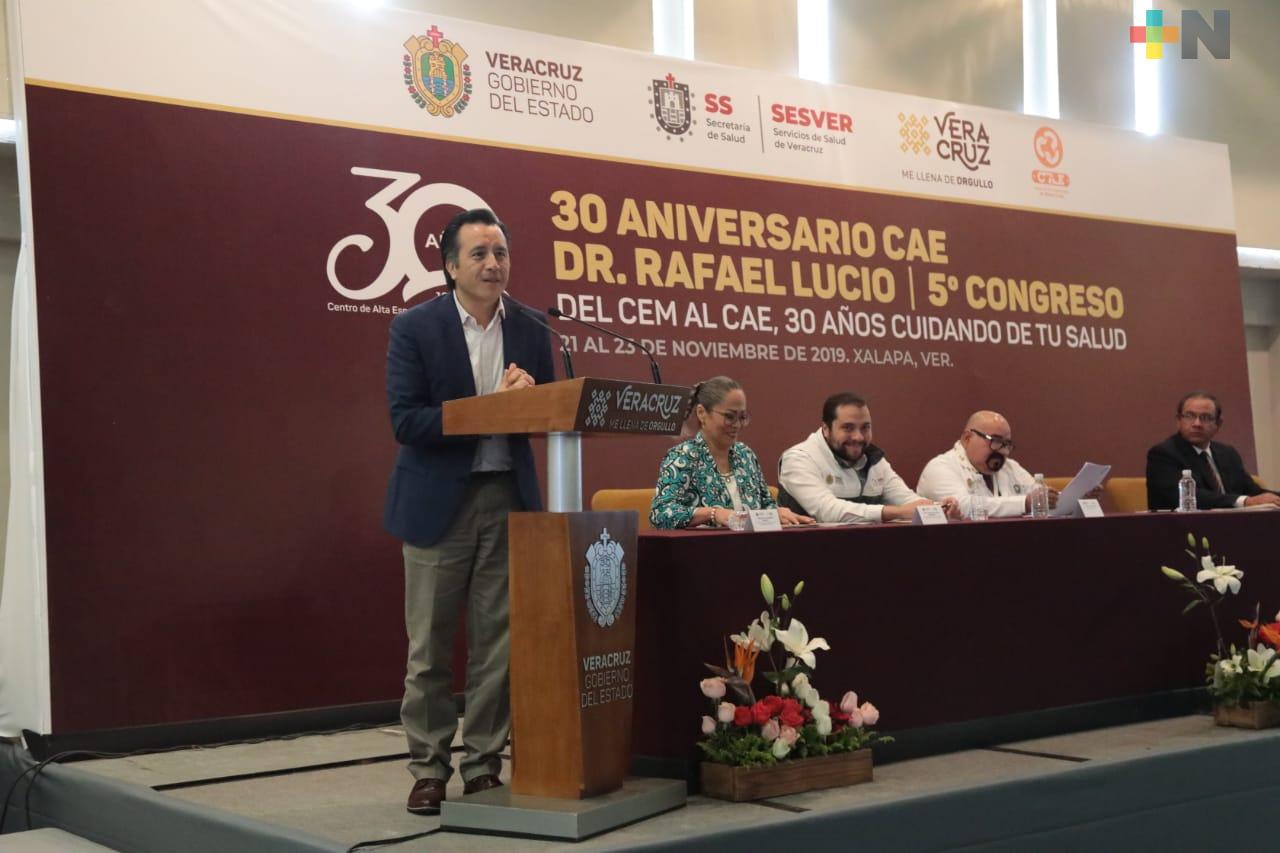 +N
VERACRUZ
GOBIERNO
DEL ESTADO
SS
Secretaría
de Salud
SESVER
Servicios de Salud
de Veracruz
VERA
CRUZ
ME LLENA DE ORGULLO
CAE
30
Centro de Alta
30 ANIVERSARIO CAE
DR. RAFAEL LUCIO | 5º CONGRESO
DEL CEM AL CAE, 30 AÑOS CUIDANDO DE TU SALUD
21 AL 23 DE NOVIEMBRE DE 2019. XALAPA, VER.
VERACRUZ
ME LLENA DE ORGULLO
VERACRUZ
GOBIERNO
DEL ESTADO